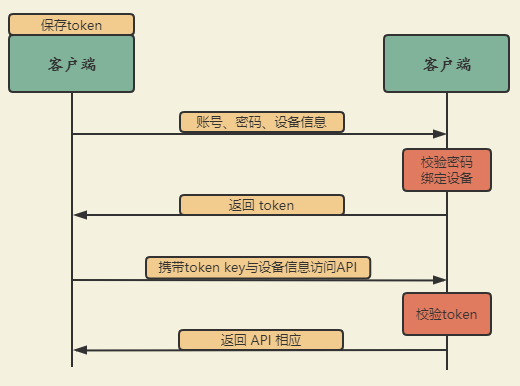 保存token
客户端
客户端
账号、密码、设备信息
校验密码
绑定设备
返回 token
携带token key与设备信息访问API
校验token
返回 API 相应